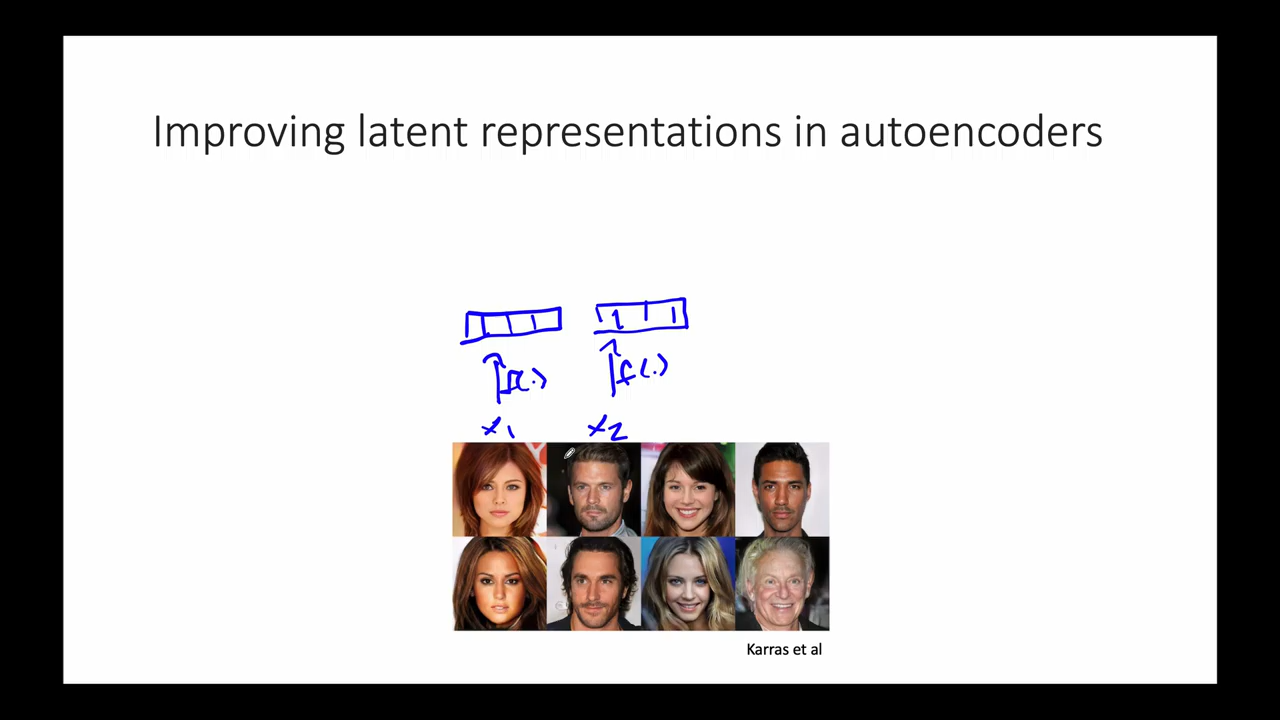 Improving latent representations in autoencoders
f(.) f(.)
x1 x2
Karras et al